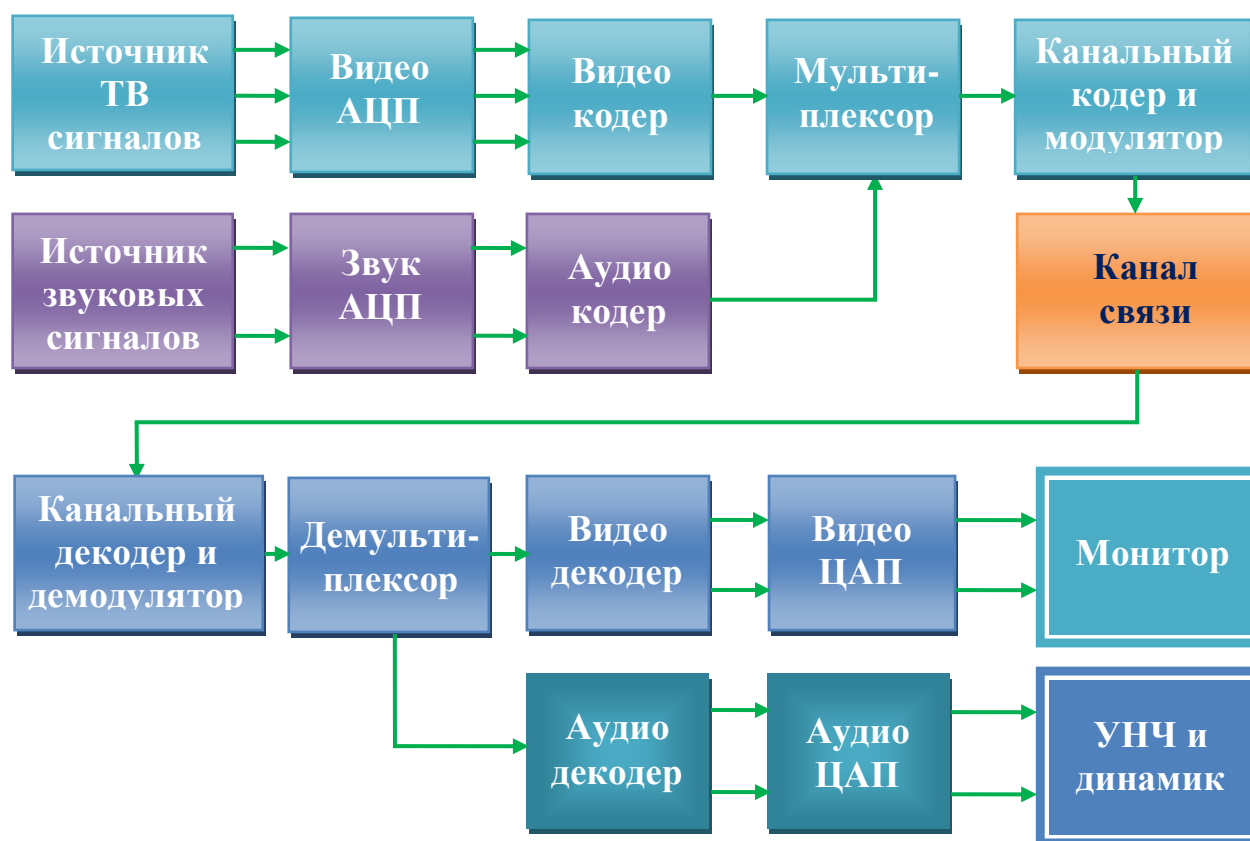 Источник
ТВ
сигналов
Видео
АЦП
Видео
кодер
Мульти-
плексор
Канальный
кодер и
модулятор
Источник
звуковых
сигналов
Звук
АЦП
Аудио
кодер
Канал
связи
Канальный
декодер и
демодулятор
Демульти-
плексор
Видео
декодер
Видео
ЦАП
Монитор
Аудио
декодер
Аудио
ЦАП
УНЧ и
динамик